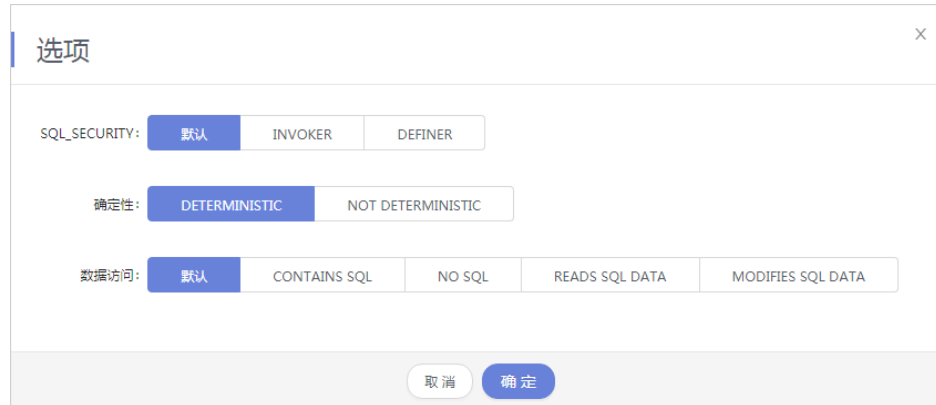 选项
SQL_SECURITY: 默认 INVOKER DEFINER
确定性: DETERMINISTIC NOT DETERMINISTIC
数据访问: 默认 CONTAINS SQL NO SQL READS SQL DATA MODIFIES SQL DATA
取消 确定